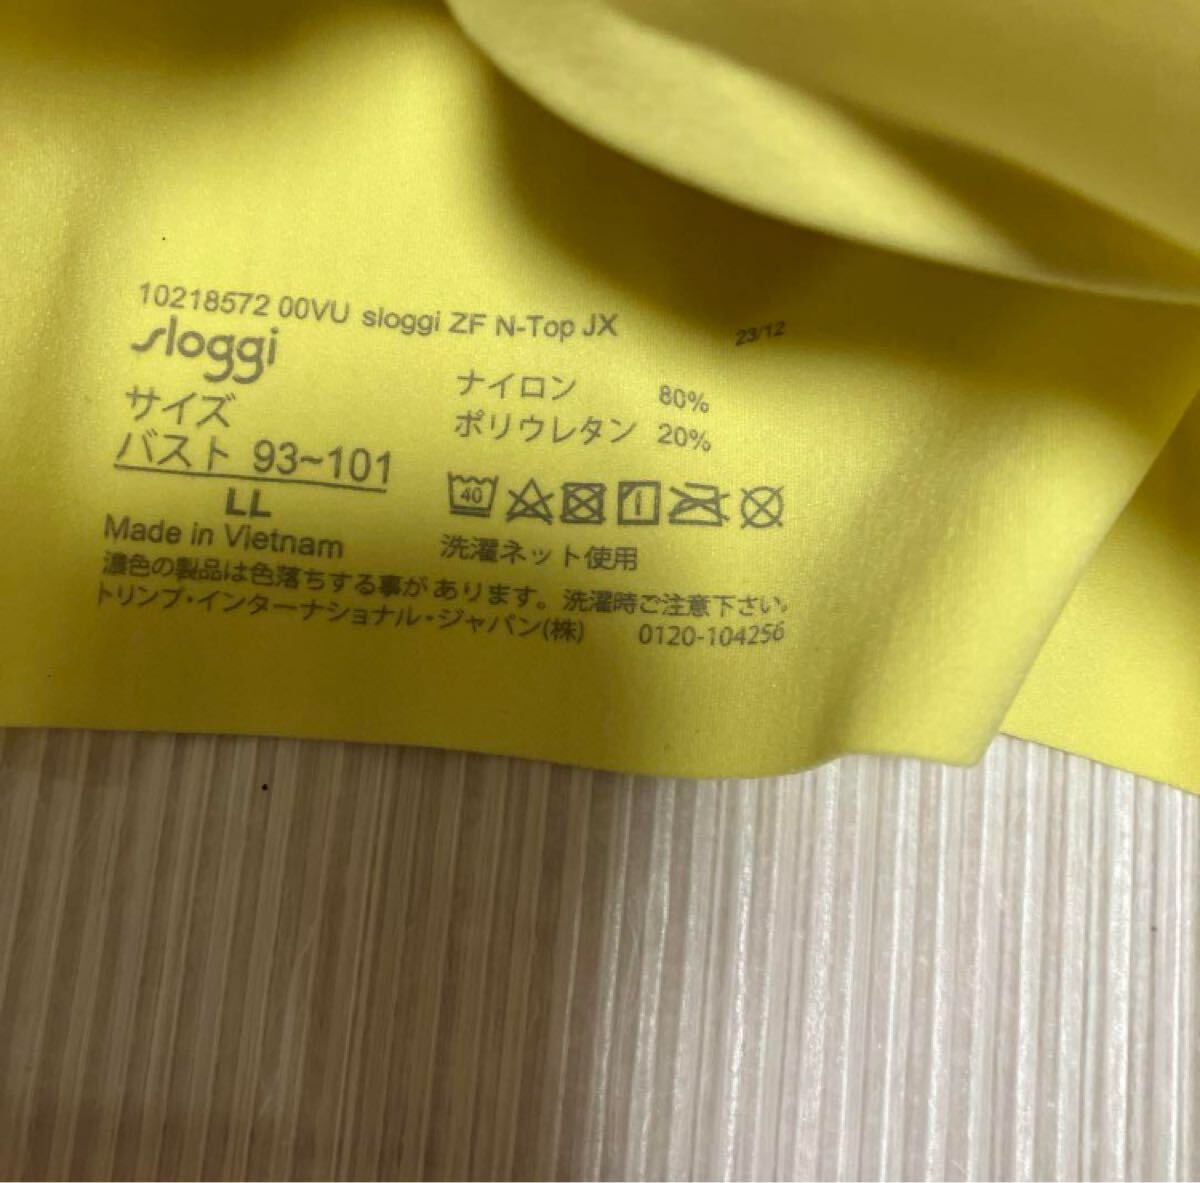 10218572 00VU sloggi ZF N-Top JX
23/12
sloggi
サイズ
バスト 93~101
LL
Made in Vietnam
ナイロン 80%
ポリウレタン 20%
40
洗濯ネット使用
濃色の製品は色落ちする事があります。洗濯時ご注意下さい。
トリンプ・インターナショナル・ジャパン(株) 0120-104256